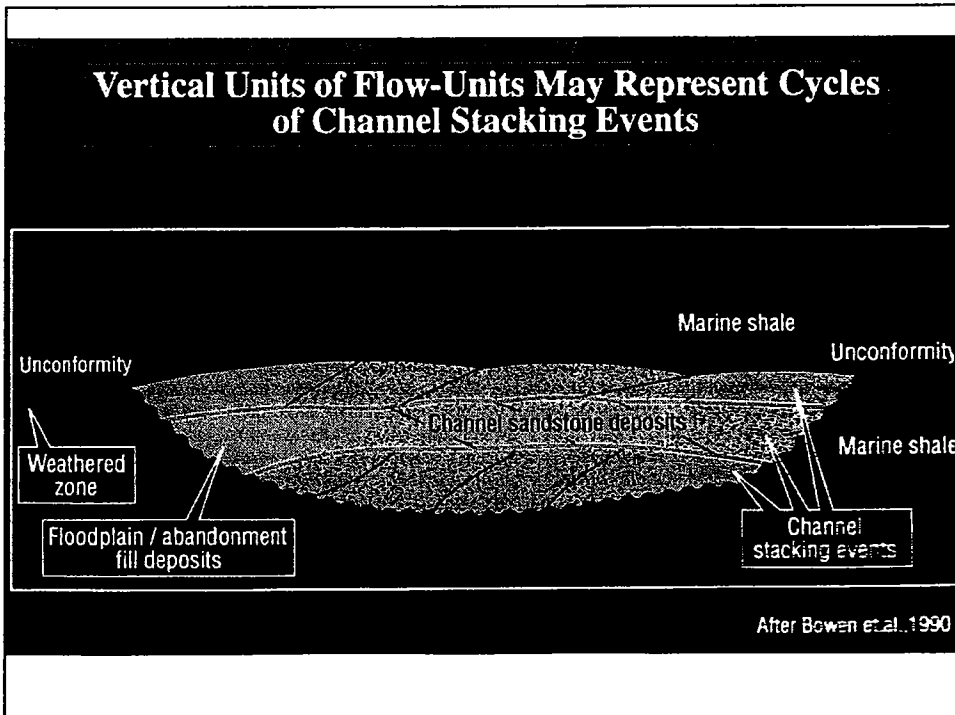 Vertical Units of Flow-Units May Represent Cycles
of Channel Stacking Events
Marine shale
Unconformity
Unconformity
Channel sandstone deposits
Marine shale
Weathered
zone
Floodplain / abandonment
fill deposits
Channel
stacking events
After Bowen et.al..1990